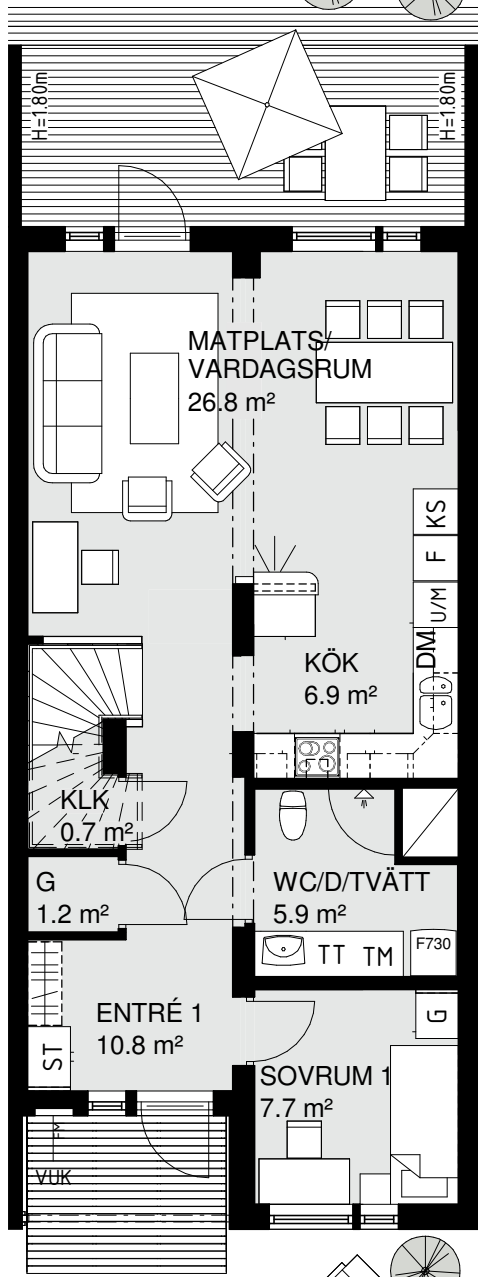 H=1.80m
H=1.80m
MATPLATS/
VARDAGSRUM
26.8 m²
KS
F
U/M
DM
KÖK
6.9 m²
KLK
0.7 m²
G
1.2 m²
WC/D/TVÄTT
5.9 m²
TT
TM
F730
ENTRÉ 1
10.8 m²
ST
G
SOVRUM 1
7.7 m²
FM
VUK